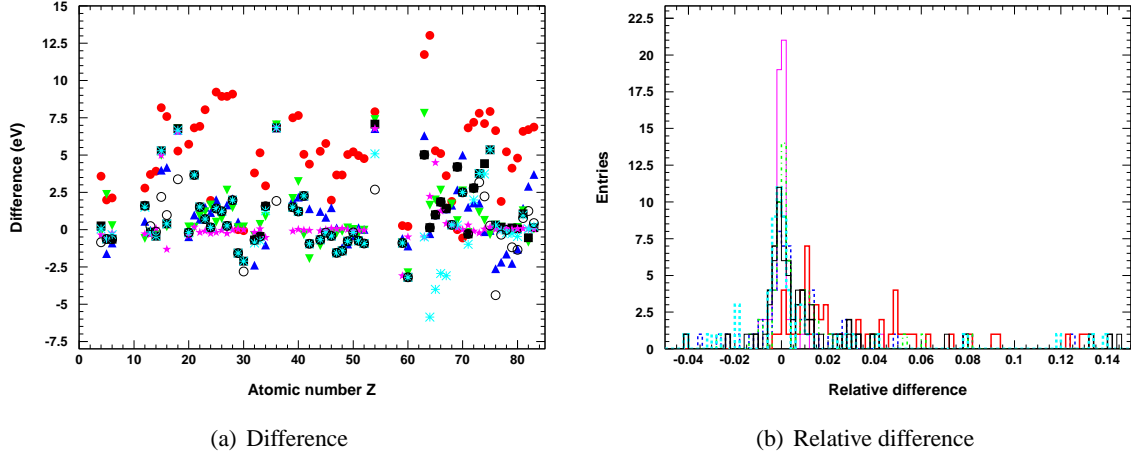 Difference (eV)
15
12.5
10
7.5
5
2.5
0
-2.5
-5
-7.5
0 10 20 30 40 50 60 70 80
Atomic number Z
(a) Difference
Entries
22.5
20
17.5
15
12.5
10
7.5
5
2.5
0
-0.04 -0.02 0 0.02 0.04 0.06 0.08 0.1 0.12 0.14
Relative difference
(b) Relative difference